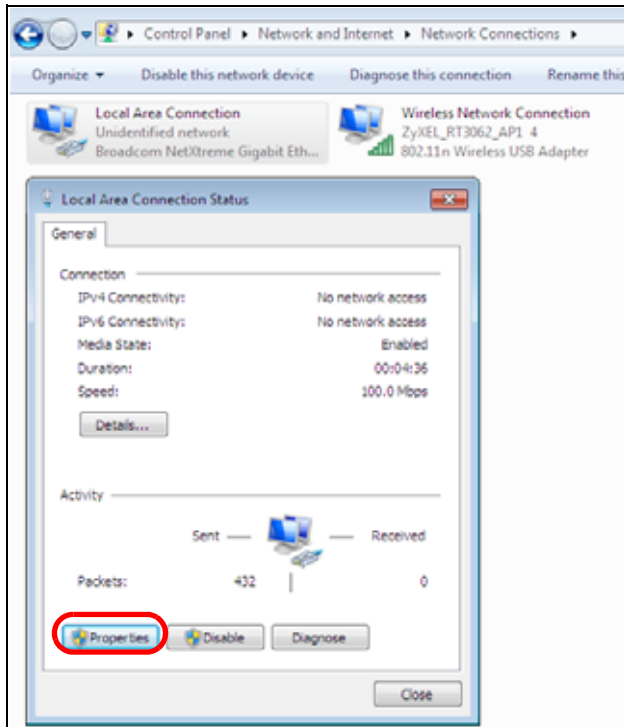 Control Panel Network and Internet Network Connections
Organize Disable this network device Diagnose this connection Rename this
Local Area Connection
Unidentified network
Broadcom NetXtreme Gigabit Eth...
Wireless Network Connection
ZyXEL_RT3062_AP1 4
802.11n Wireless USB Adapter
Local Area Connection Status
General
Connection
IPv4 Connectivity: No network access
IPv6 Connectivity: No network access
Media State: Enabled
Duration: 00:04:36
Speed: 100.0 Mbps
Details...
Activity
Sent Received
Packets: 432 0
Properties Disable Diagnose
Close